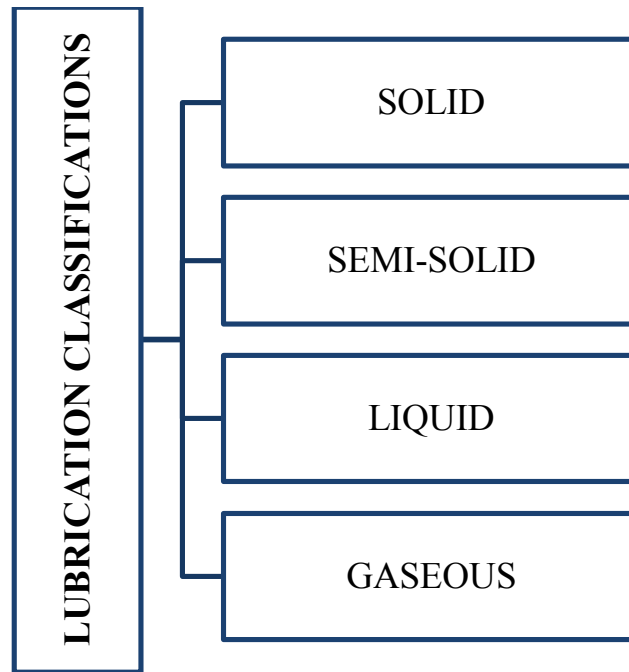 LUBRICATION CLASSIFICATIONS
SOLID
SEMI-SOLID
LIQUID
GASEOUS